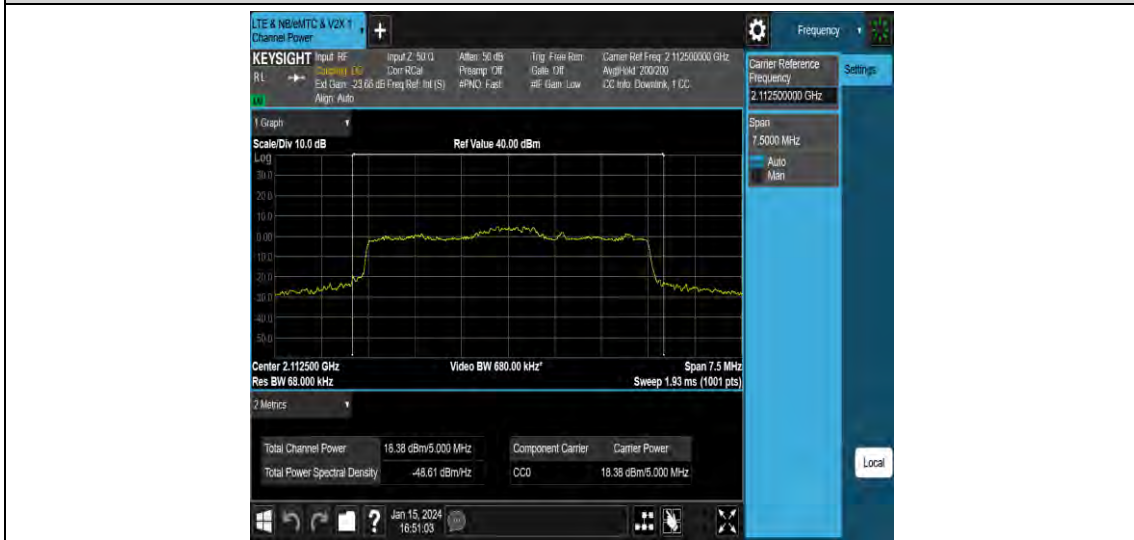 LTE & NB/eMTC & V2X 1
Channel Power
+
Frequency
KEYSIGHT
RL
Input: RF
Coupling: DC
Ext Gain: -23.66 dB
Align: Auto
Input Z: 50 Ω
Corr RCal
Freq Ref: Int (S)
Atten: 50 dB
Preamp: Off
#PNO: Fast
Trig: Free Run
Gate: Off
#IF Gain: Low
Carrier Ref Freq: 2.112500000 GHz
Avg|Hold: 200/200
CC Info: Downlink, 1 CC
Carrier Reference
Frequency
2.112500000 GHz
Settings
Span
7.5000 MHz
Auto
Man
1 Graph
Scale/Div 10.0 dB
Ref Value 40.00 dBm
Log
30.0
20.0
10.0
0.00
-10.0
-20.0
-30.0
-40.0
-50.0
Center 2.112500 GHz
Video BW 680.00 kHz*
Span 7.5 MHz
Res BW 68.000 kHz
Sweep 1.93 ms (1001 pts)
2 Metrics
Total Channel Power
18.38 dBm/5.000 MHz
Total Power Spectral Density
-48.61 dBm/Hz
Component Carrier
Carrier Power
CC0
18.38 dBm/5.000 MHz
Local
?
Jan 15, 2024
16:51:03